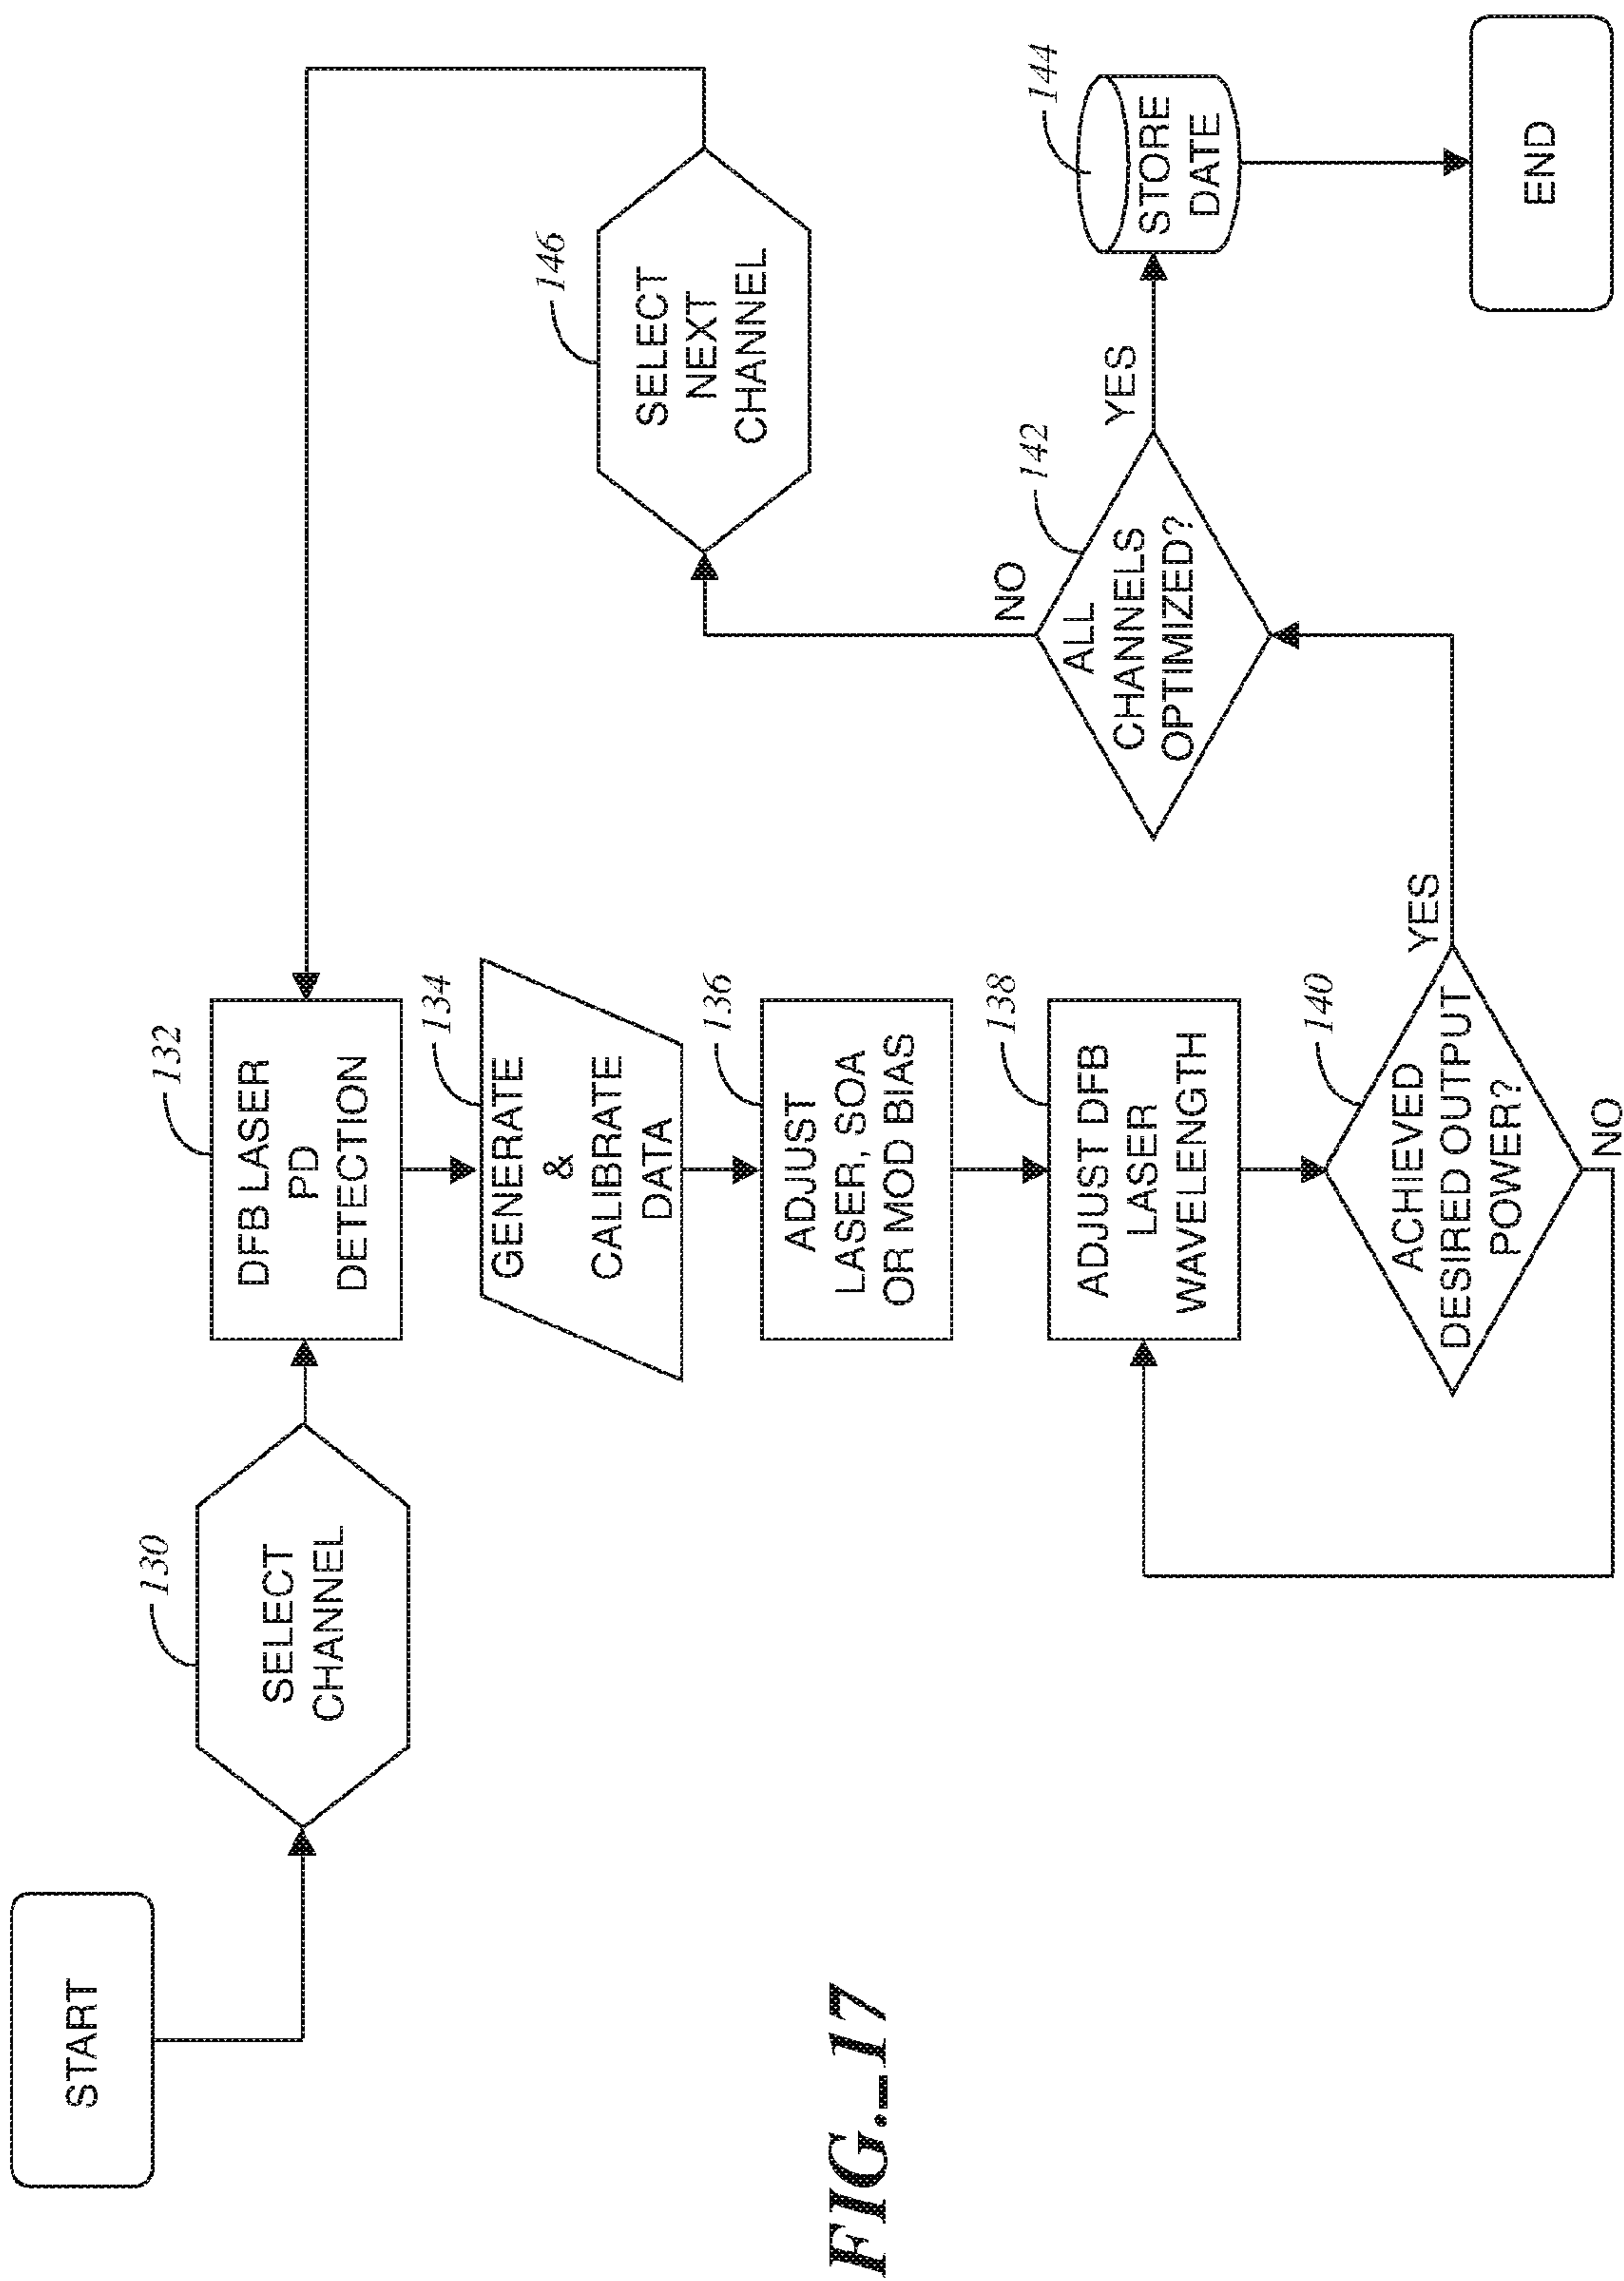 START
130
SELECT
CHANNEL
132
DFB LASER
PD
DETECTION
134
GENERATE
&
CALIBRATE
DATA
136
ADJUST
LASER, SOA
OR MOD BIAS
138
ADJUST DFB
LASER
WAVELENGTH
140
ACHIEVED
DESIRED OUTPUT
POWER?
NO
YES
142
ALL
CHANNELS
OPTIMIZED?
NO
YES
146
SELECT
NEXT
CHANNEL
144
STORE
DATE
END
FIG._17